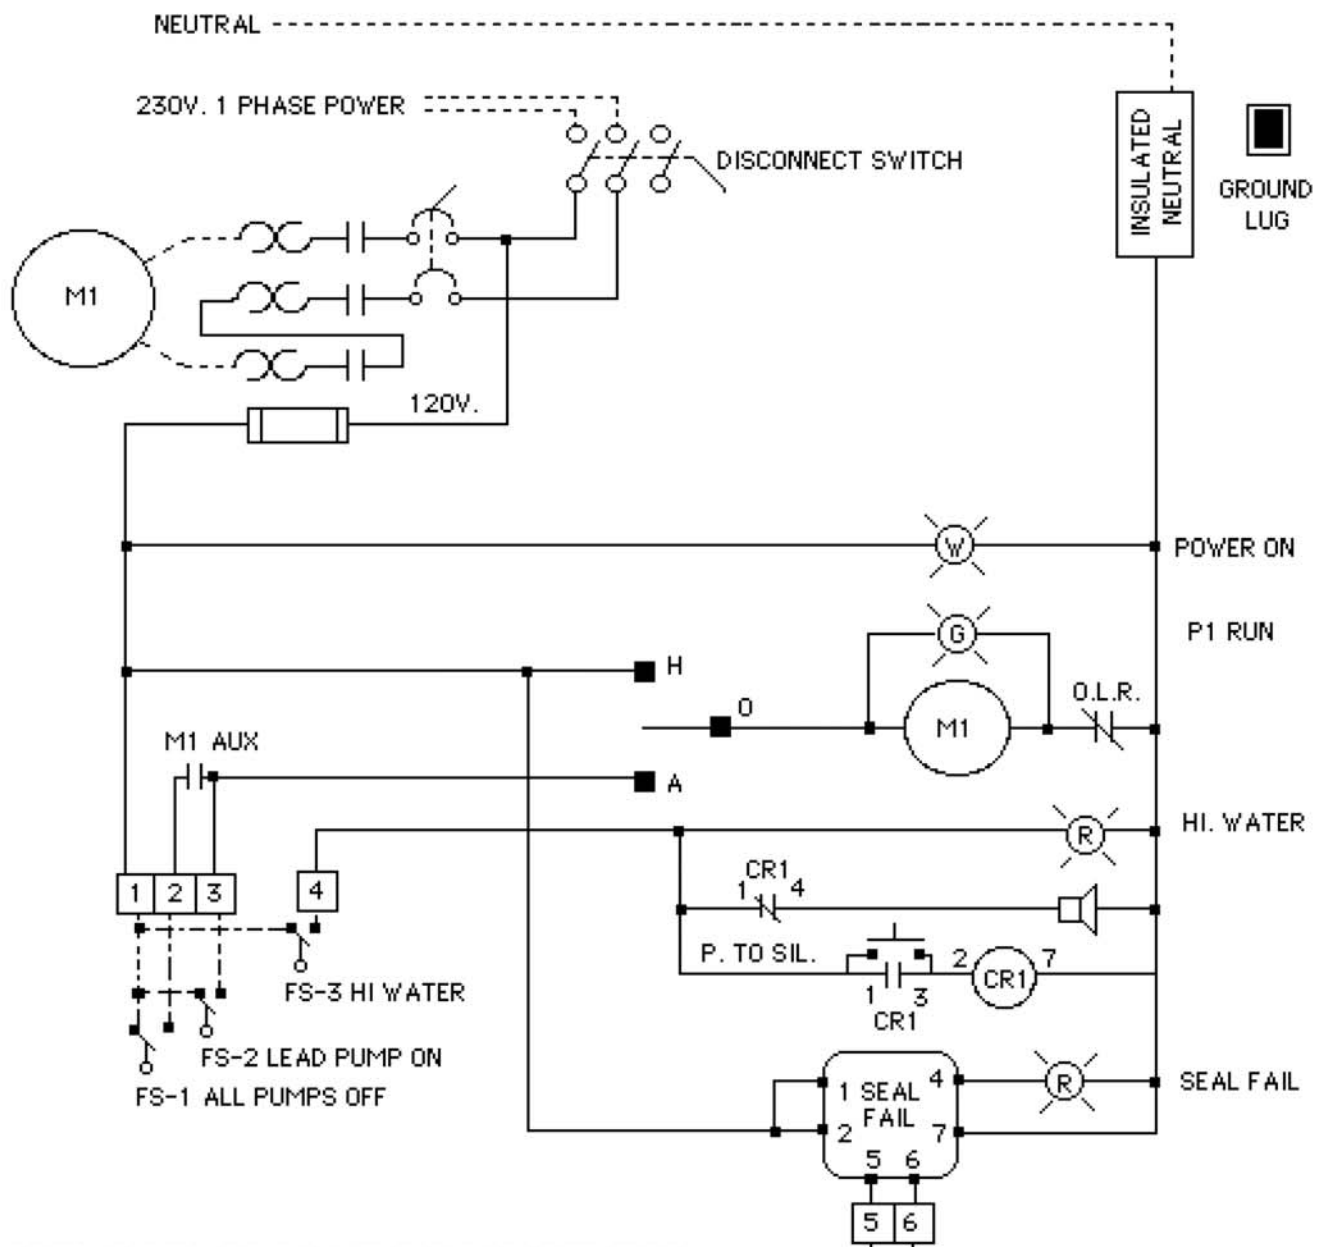 NEUTRAL
230V. 1 PHASE POWER
DISCONNECT SWITCH
INSULATED
NEUTRAL
GROUND
LUG
M1
120V.
W
POWER ON
G
P1 RUN
H
O
M1
O.L.R.
M1 AUX
A
R
HI. WATER
1 2 3
4
CR1
1 4
P. TO SIL.
2 CR1 7
1 3
CR1
FS-3 HI WATER
FS-2 LEAD PUMP ON
FS-1 ALL PUMPS OFF
1 SEAL 4
FAIL
2 7
5 6
R
SEAL FAIL
5 6